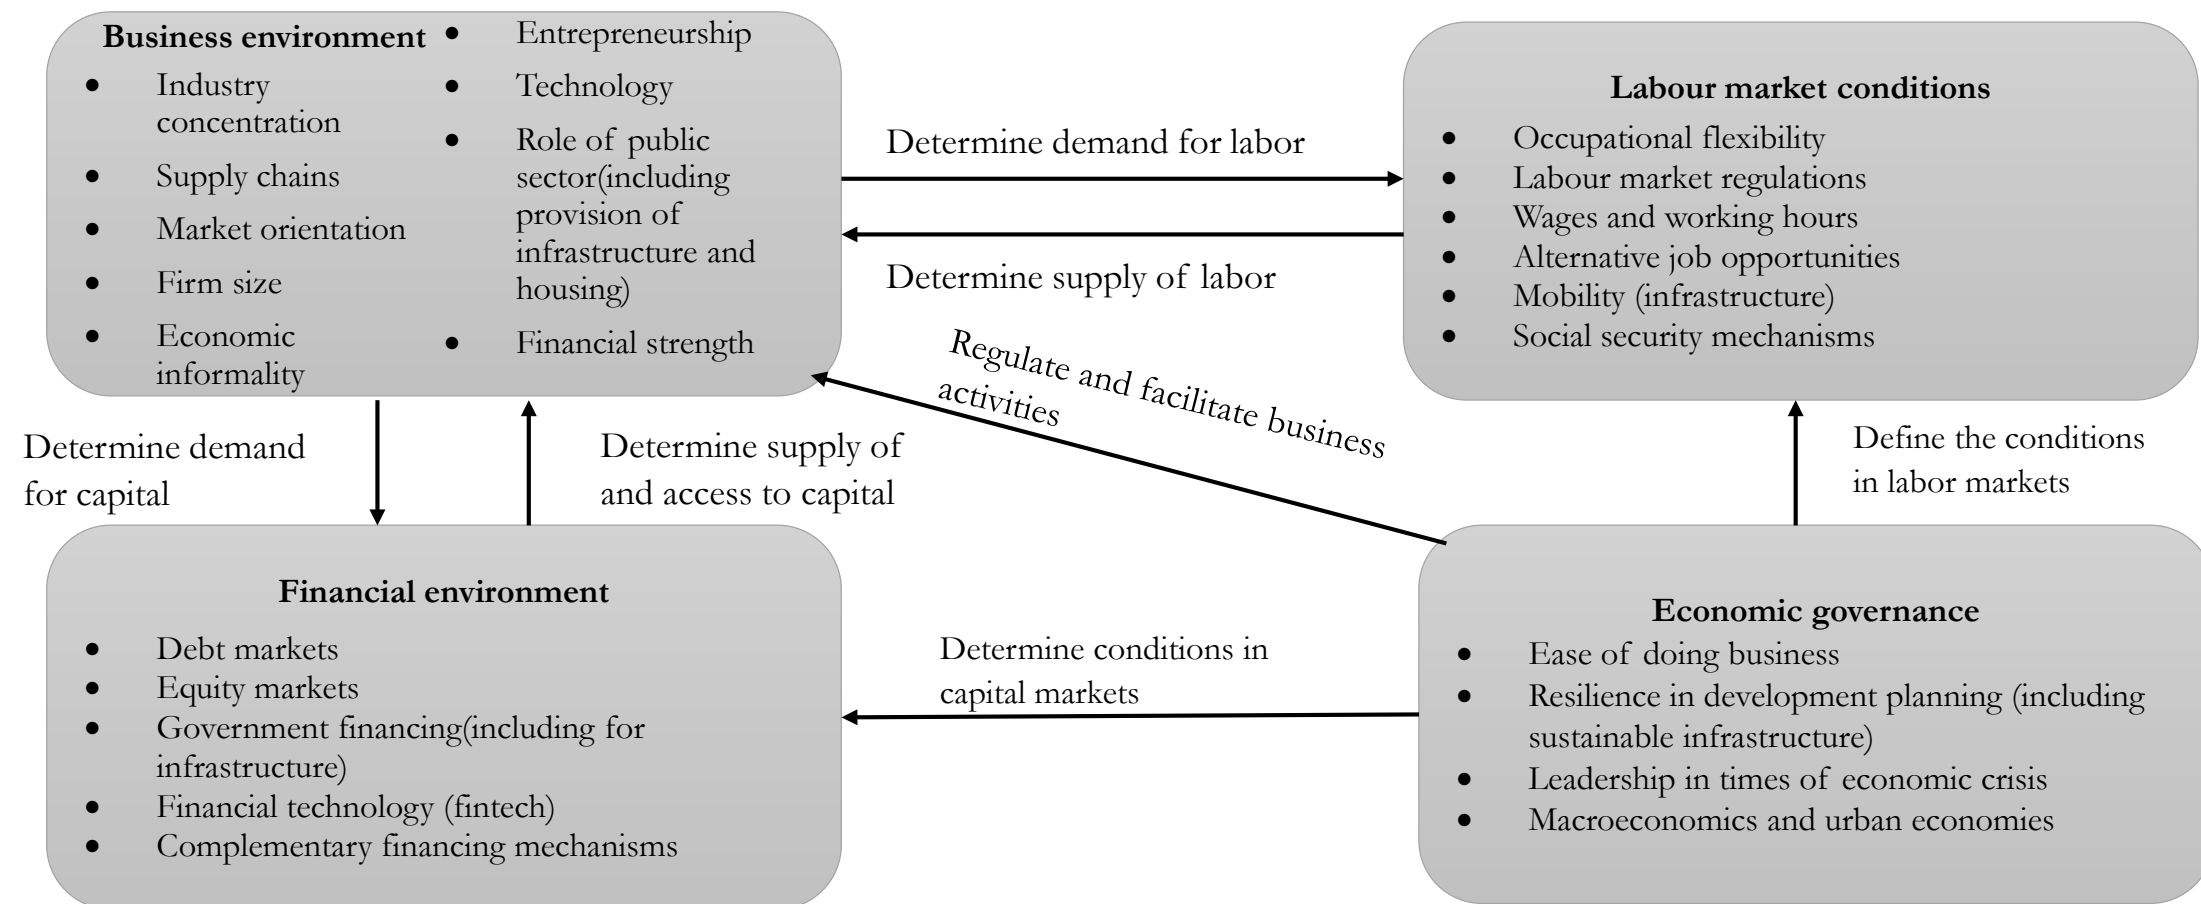 Business environment
• Industry
concentration
• Supply chains
• Market orientation
• Firm size
• Economic
informality
• Entrepreneurship
• Technology
• Role of public
sector(including
provision of
infrastructure and
housing)
• Financial strength
Determine demand for labor
Determine supply of labor
Labour market conditions
• Occupational flexibility
• Labour market regulations
• Wages and working hours
• Alternative job opportunities
• Mobility (infrastructure)
• Social security mechanisms
Regulate and facilitate business
activities
Determine demand
for capital
Determine supply of
and access to capital
Define the conditions
in labor markets
Financial environment
• Debt markets
• Equity markets
• Government financing(including for
infrastructure)
• Financial technology (fintech)
• Complementary financing mechanisms
Determine conditions in
capital markets
Economic governance
• Ease of doing business
• Resilience in development planning (including
sustainable infrastructure)
• Leadership in times of economic crisis
• Macroeconomics and urban economies